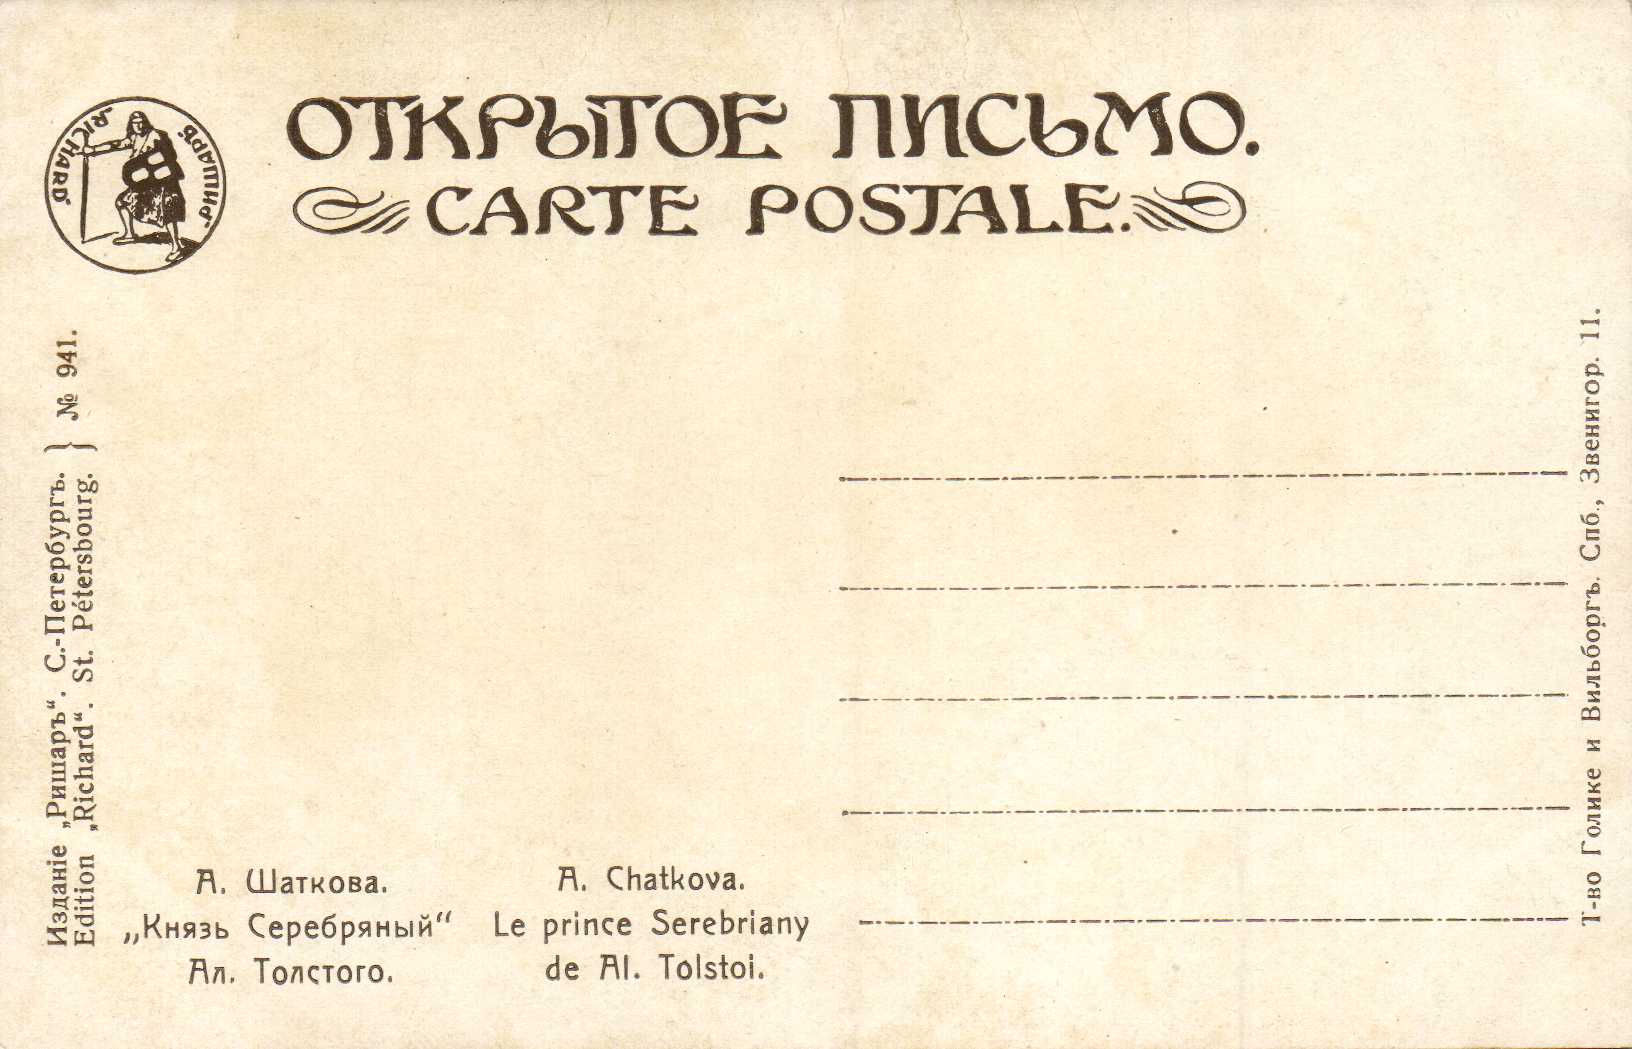 „RICHARD“ „РИШАРЪ“
ОТКРЫТОЕ ПИСЬМО.
CARTE POSTALE.
Изданіе „Ришаръ“. С.-Петербургъ. } № 941.
Edition „Richard“. St. Pétersbourg.
А. Шаткова.
„Князь Серебряный“
Ал. Толстого.
A. Chatkova.
Le prince Serebriany
de Al. Tolstoi.
Т-во Голике и Вильборгъ. Спб., Звенигор. 11.